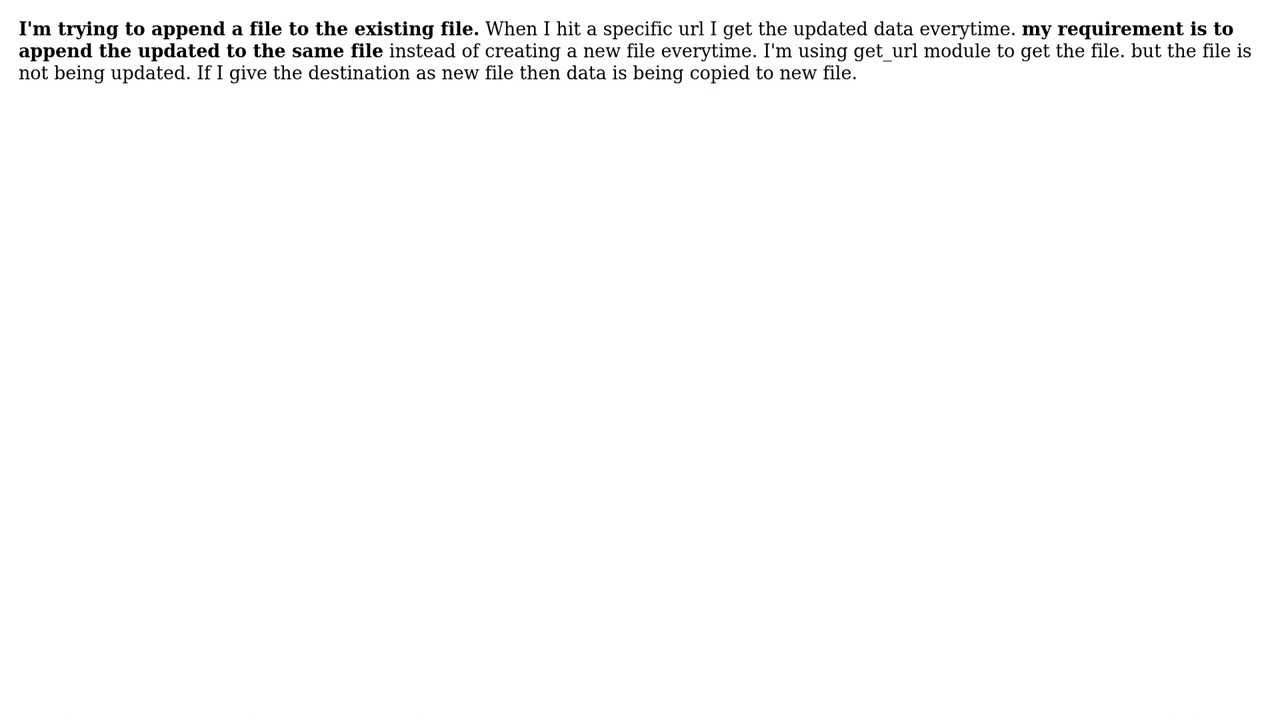 I'm trying to append a file to the existing file. When I hit a specific url I get the updated data everytime. my requirement is to
append the updated to the same file instead of creating a new file everytime. I'm using get_url module to get the file. but the file is
not being updated. If I give the destination as new file then data is being copied to new file.